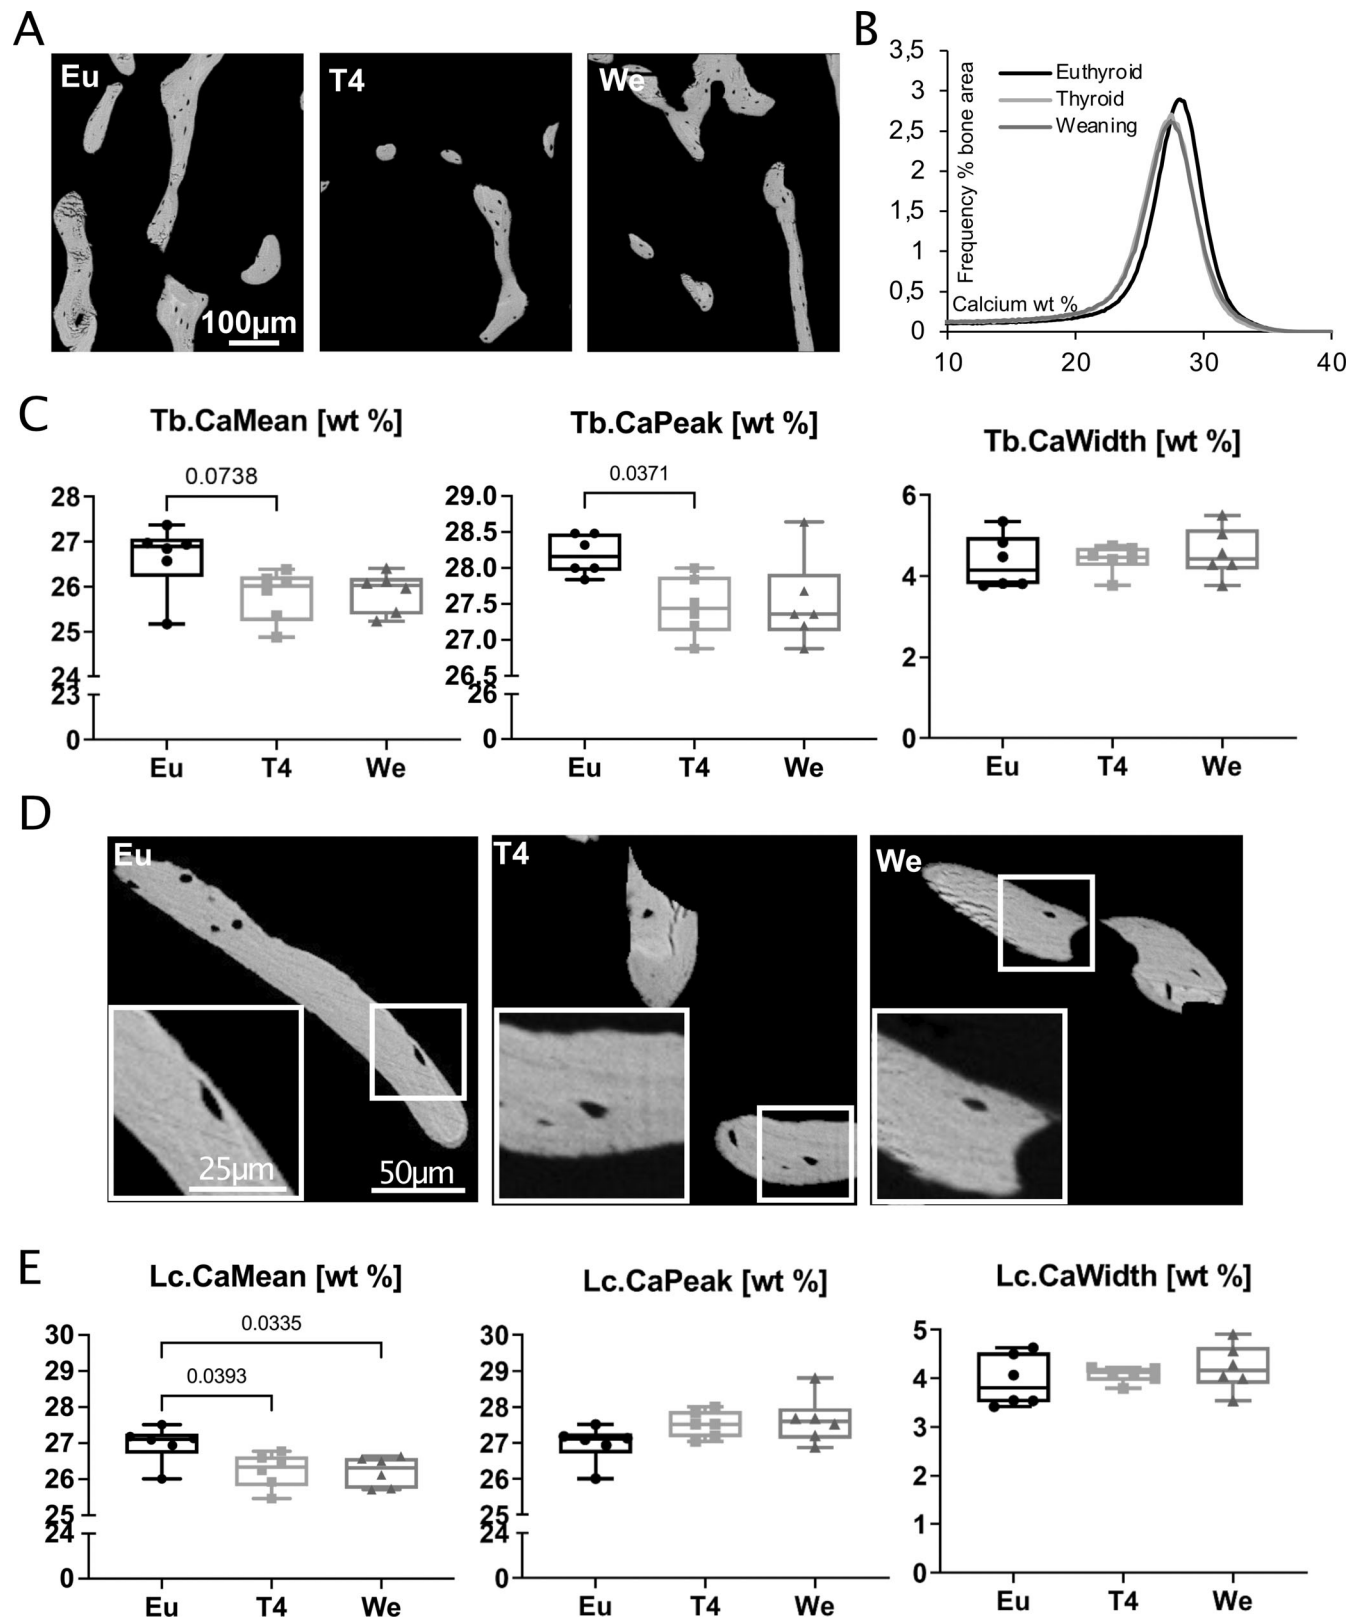 A
Eu
T4
We
100μm
B
3,5
3
2,5
2
1,5
1
0,5
0
Frequency % bone area
Euthyroid
Thyroid
Weaning
Calcium wt %
10 20 30 40
C
Tb.CaMean [wt %]
0.0738
28
27
26
25
24
23
0
Eu T4 We
Tb.CaPeak [wt %]
0.0371
29.0
28.5
28.0
27.5
27.0
26.5
26
0
Eu T4 We
Tb.CaWidth [wt %]
6
4
2
0
Eu T4 We
D
Eu
25μm
50μm
T4
We
E
Lc.CaMean [wt %]
0.0335
0.0393
30
29
28
27
26
25
24
0
Eu T4 We
Lc.CaPeak [wt %]
30
29
28
27
26
25
24
0
Eu T4 We
Lc.CaWidth [wt %]
5
4
3
2
1
0
Eu T4 We